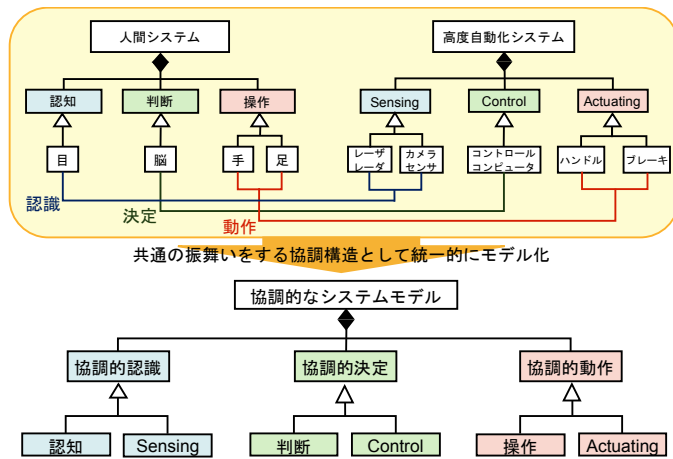 人間システム
高度自動化システム
認知
判断
操作
Sensing
Control
Actuating
目
脳
手
足
レーザ
レーダ
カメラ
センサ
コントロール
コンピュータ
ハンドル
ブレーキ
認識
決定
動作
共通の振舞いをする協調構造として統一的にモデル化
協調的なシステムモデル
協調的認識
協調的決定
協調的動作
認知
Sensing
判断
Control
操作
Actuating